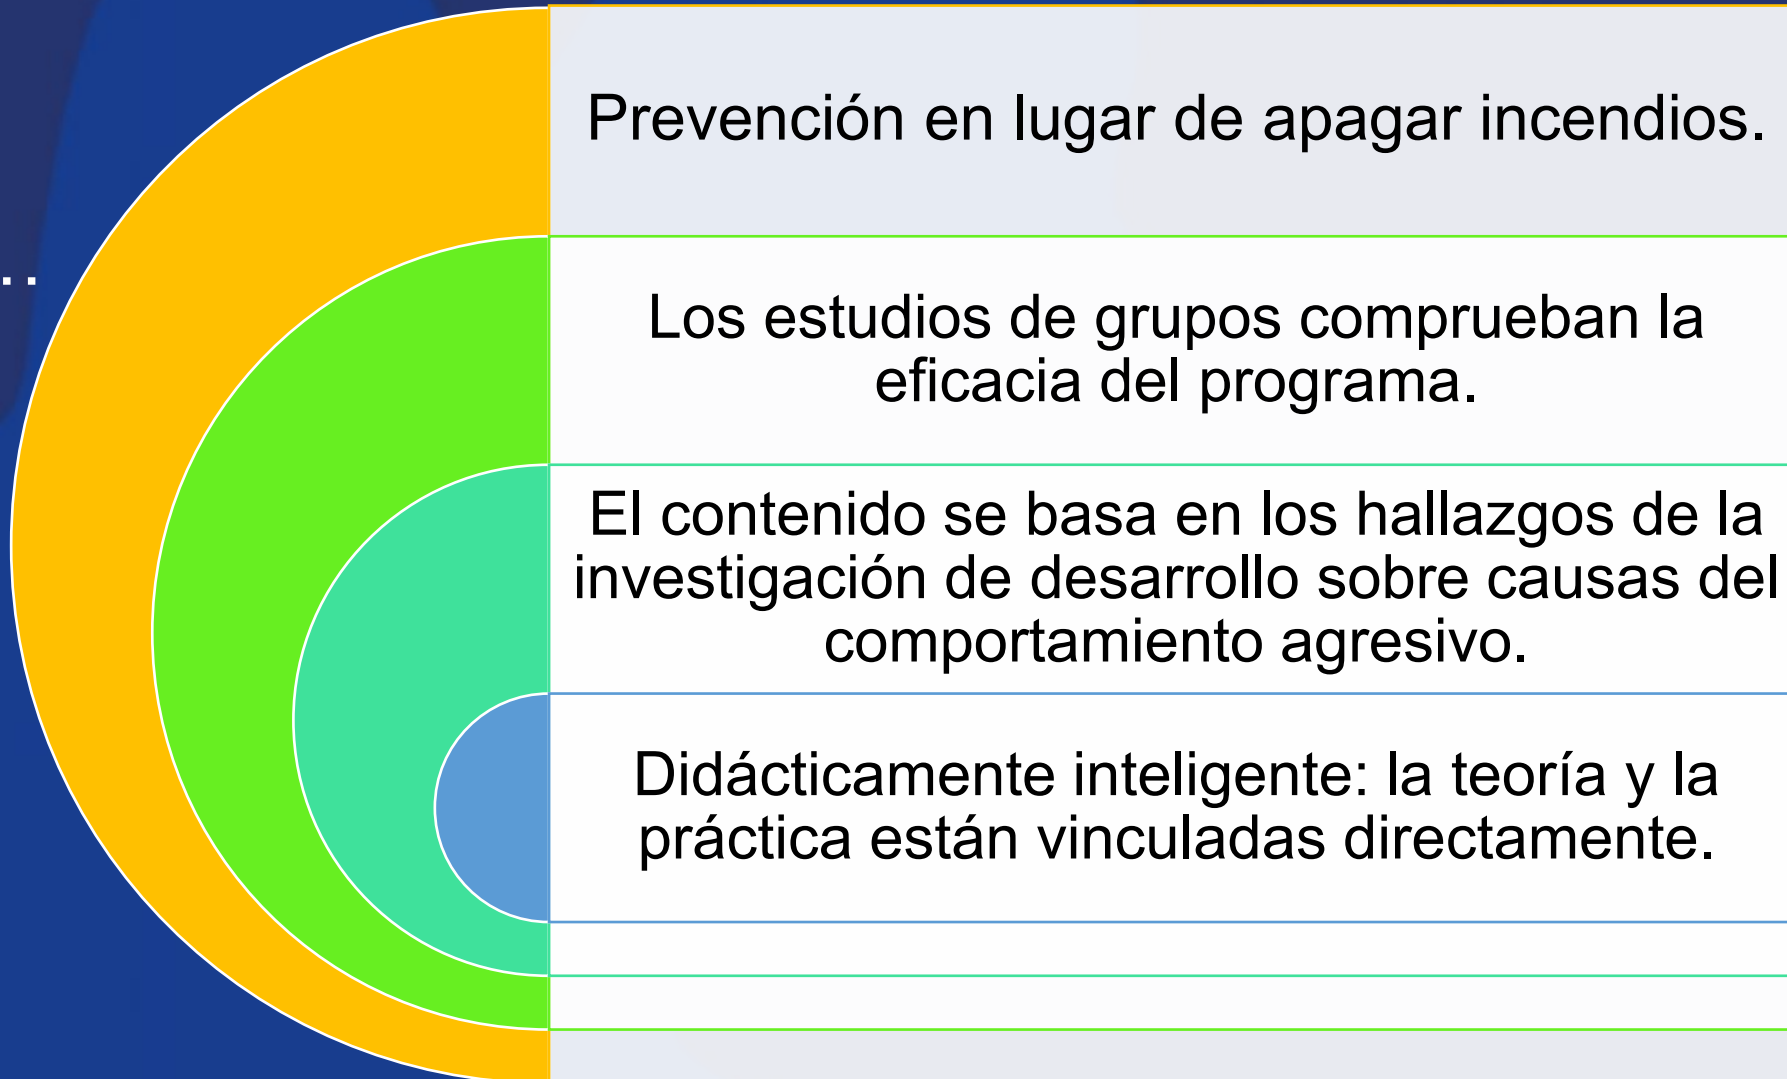 Prevención en lugar de apagar incendios.
..
Los estudios de grupos comprueban la
eficacia del programa.
El contenido se basa en los hallazgos de la
investigación de desarrollo sobre causas del
comportamiento agresivo.
Didácticamente inteligente: la teoría y la
práctica están vinculadas directamente.